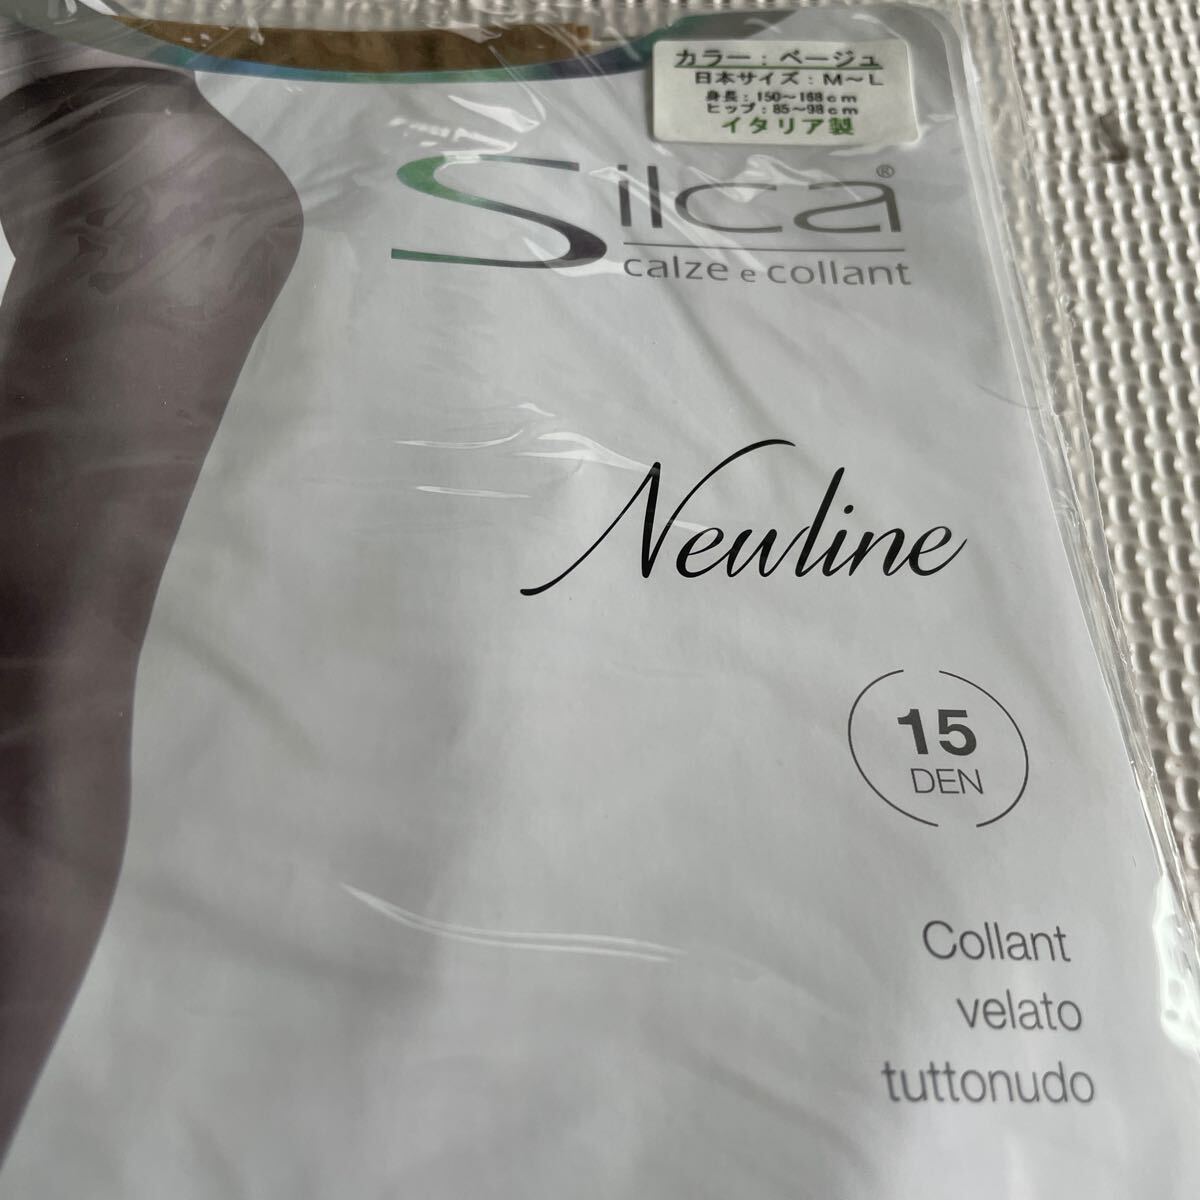 カラー：ベージュ
日本サイズ：M～L
身長：150～168cm
ヒップ：85～98cm
イタリア製
Silca®
calze e collant
Newline
15
DEN
Collant
velato
tuttonudo